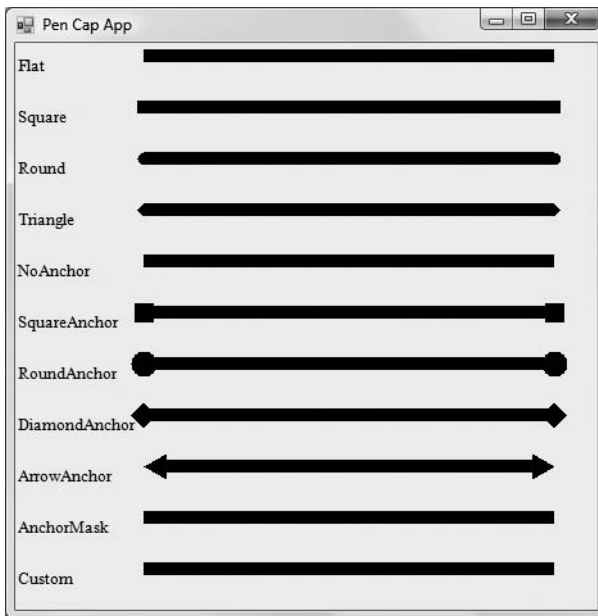 Pen Cap App
Flat
Square
Round
Triangle
NoAnchor
SquareAnchor
RoundAnchor
DiamondAnchor
ArrowAnchor
AnchorMask
Custom